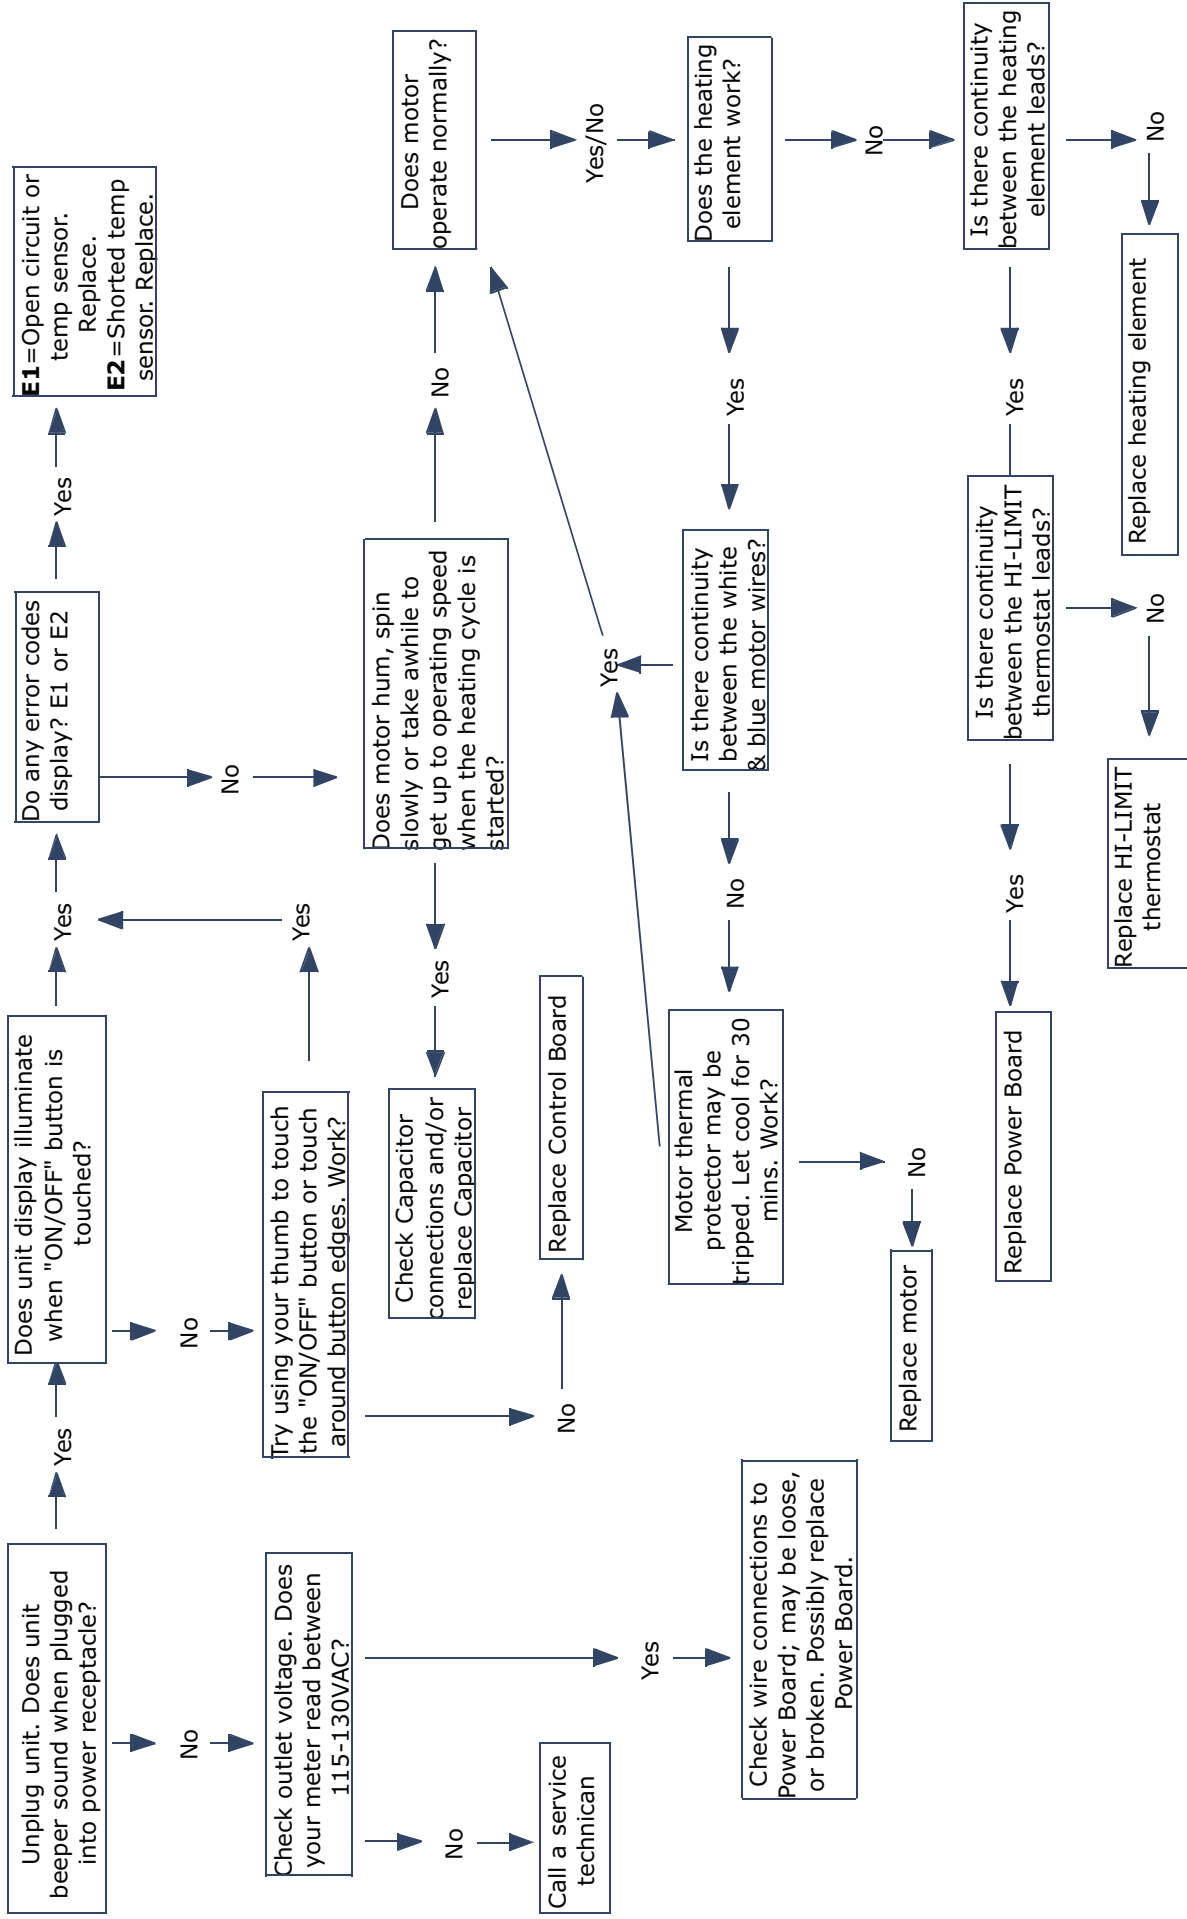 Unplug unit. Does unit
beeper sound when plugged
into power receptacle?
Yes
Does unit display illuminate
when "ON/OFF" button is
touched?
Yes
Do any error codes
display? E1 or E2
Yes
E1=Open circuit or
temp sensor.
Replace.
E2=Shorted temp
sensor. Replace.
No
No
Yes
No
Check outlet voltage. Does
your meter read between
115-130VAC?
Try using your thumb to touch
the "ON/OFF" button or touch
around button edges. Work?
Does motor hum, spin
slowly or take awhile to
get up to operating speed
when the heating cycle is
started?
Check Capacitor
connections and/or
replace Capacitor
Yes
No
Does motor
operate normally?
No
Call a service
technican
No
Replace Control Board
Yes/No
Yes
Yes
Check wire connections to
Power Board; may be loose,
or broken. Possibly replace
Power Board.
Motor thermal
protector may be
tripped. Let cool for 30
mins. Work?
No
Is there continuity
between the white
& blue motor wires?
Yes
Does the heating
element work?
No
No
Replace motor
Replace Power Board
Yes
Is there continuity
between the HI-LIMIT
thermostat leads?
Yes
Is there continuity
between the heating
element leads?
No
No
Replace HI-LIMIT
thermostat
Replace heating element